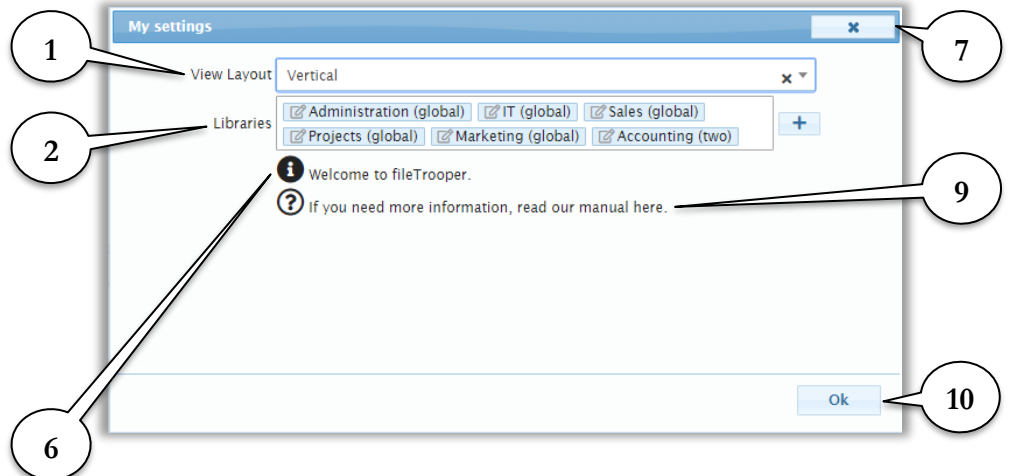 My settings
1
7
View Layout Vertical
Libraries
Administration (global) IT (global) Sales (global)
Projects (global) Marketing (global) Accounting (two)
+
2
Welcome to fileTrooper.
If you need more information, read our manual here.
9
Ok
10
6